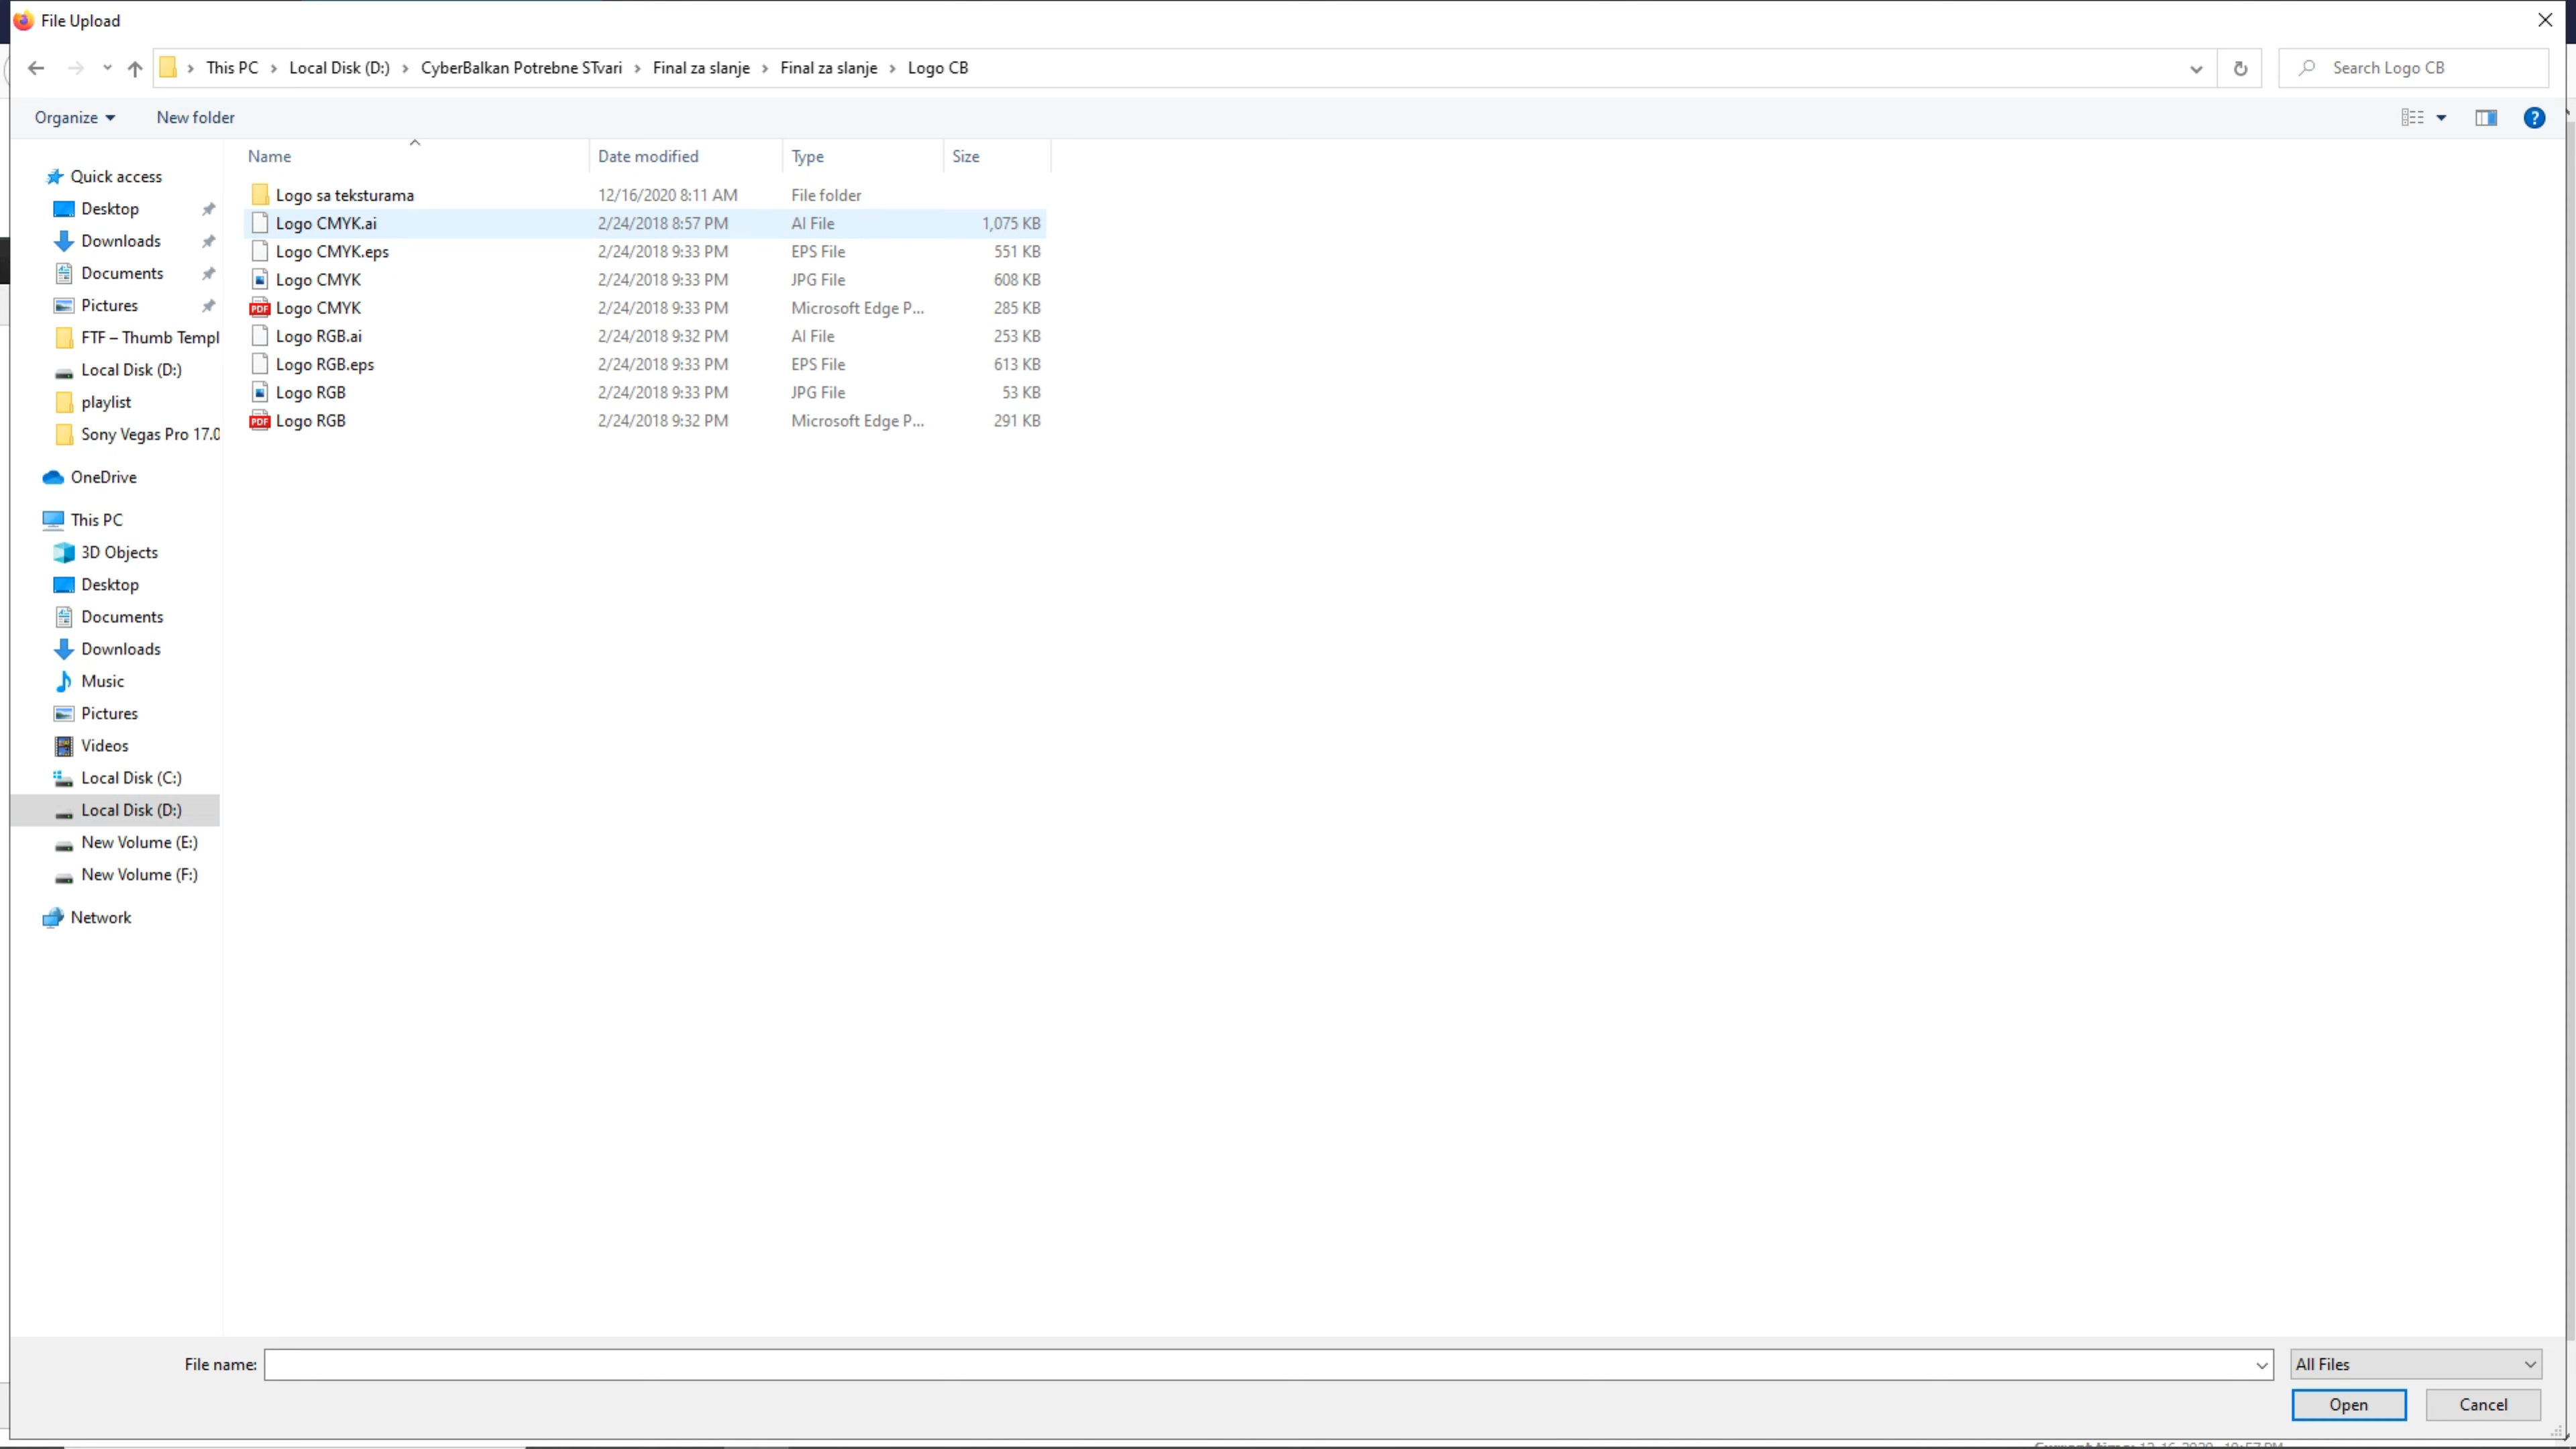 File Upload
This PC Local Disk (D:) CyberBalkan Potrebne STvari Final za slanje Final za slanje Logo CB Search Logo CB
Organize New folder
Name Date modified Type Size
Quick access
Desktop
Downloads
Documents
Pictures
FTF – Thumb Templ
Local Disk (D:)
playlist
Sony Vegas Pro 17.0
OneDrive
This PC
3D Objects
Desktop
Documents
Downloads
Music
Pictures
Videos
Local Disk (C:)
Local Disk (D:)
New Volume (E:)
New Volume (F:)
Network
Logo sa teksturama 12/16/2020 8:11 AM File folder
Logo CMYK.ai 2/24/2018 8:57 PM AI File 1,075 KB
Logo CMYK.eps 2/24/2018 9:33 PM EPS File 551 KB
Logo CMYK 2/24/2018 9:33 PM JPG File 608 KB
PDF Logo CMYK 2/24/2018 9:33 PM Microsoft Edge P... 285 KB
Logo RGB.ai 2/24/2018 9:32 PM AI File 253 KB
Logo RGB.eps 2/24/2018 9:33 PM EPS File 613 KB
Logo RGB 2/24/2018 9:33 PM JPG File 53 KB
PDF Logo RGB 2/24/2018 9:32 PM Microsoft Edge P... 291 KB
File name: All Files
Open Cancel